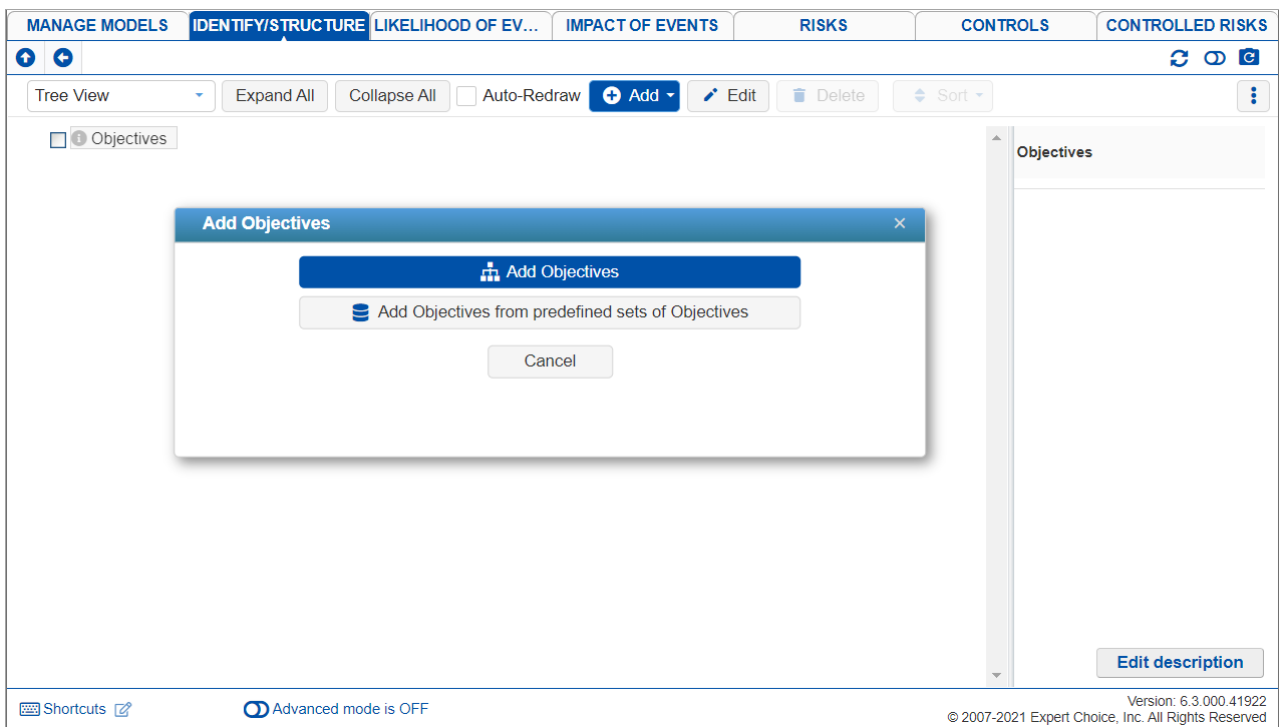 MANAGE MODELS IDENTIFY/STRUCTURE LIKELIHOOD OF EV... IMPACT OF EVENTS RISKS CONTROLS CONTROLLED RISKS
Tree View Expand All Collapse All Auto-Redraw Add Edit Delete Sort
Objectives
Objectives
Add Objectives
Add Objectives
Add Objectives from predefined sets of Objectives
Cancel
Edit description
Shortcuts Advanced mode is OFF
Version: 6.3.000.41922
© 2007-2021 Expert Choice, Inc. All Rights Reserved